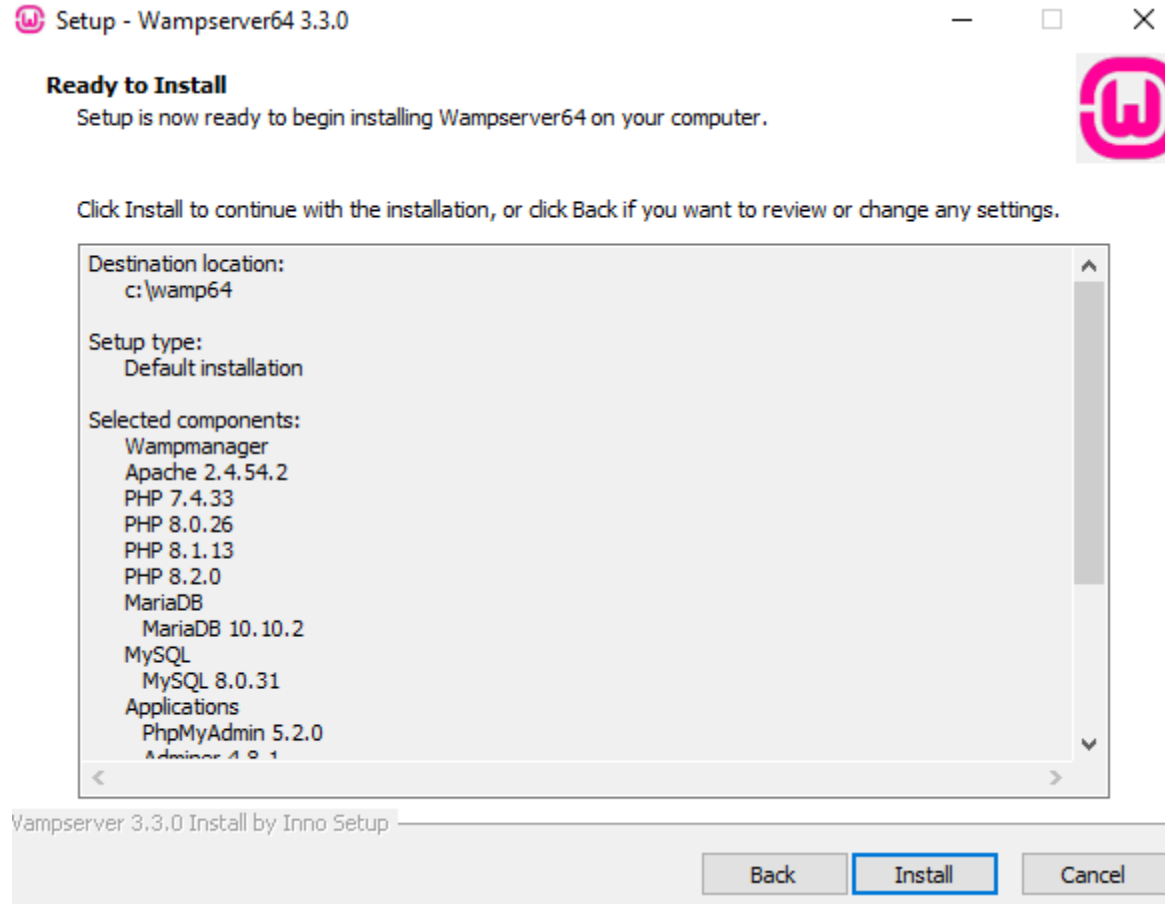 Setup - Wampserver64 3.3.0
Ready to Install
Setup is now ready to begin installing Wampserver64 on your computer.
Click Install to continue with the installation, or click Back if you want to review or change any settings.
Destination location:
c:\wamp64
Setup type:
Default installation
Selected components:
Wampmanager
Apache 2.4.54.2
PHP 7.4.33
PHP 8.0.26
PHP 8.1.13
PHP 8.2.0
MariaDB
MariaDB 10.10.2
MySQL
MySQL 8.0.31
Applications
PhpMyAdmin 5.2.0
Adminer 4.8.1
Wampserver 3.3.0 Install by Inno Setup
Back
Install
Cancel